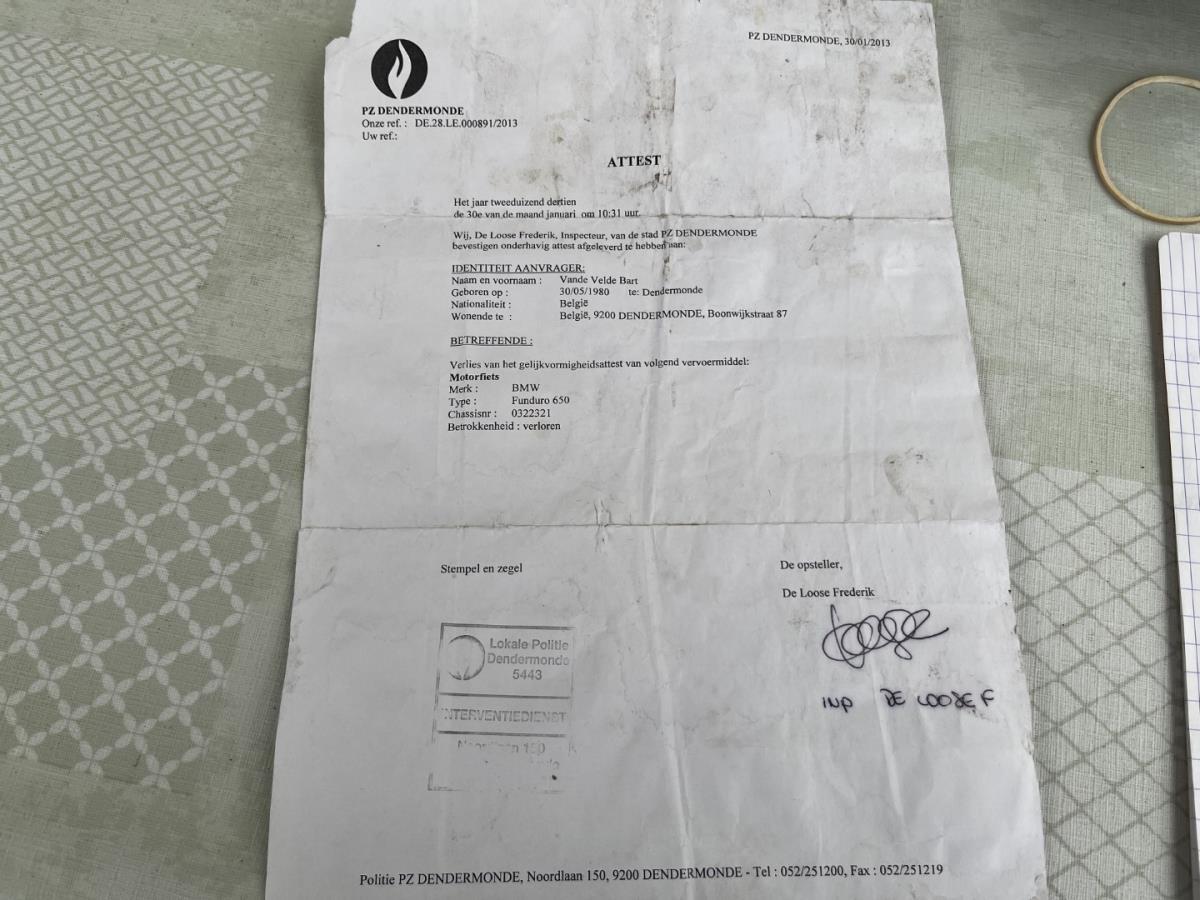 PZ DENDERMONDE, 30/01/2013
PZ DENDERMONDE
Onze ref. : DE.28.LE.000891/2013
Uw ref.:
ATTEST
Het jaar tweeduizend dertien
de 30e van de maand januari om 10:31 uur.
Wij, De Loose Frederik, Inspecteur, van de stad PZ DENDERMONDE
bevestigen onderhavig attest afgeleverd te hebben aan:
IDENTITEIT AANVRAGER:
Naam en voornaam : Vande Velde Bart
Geboren op : 30/05/1980 te: Dendermonde
Nationaliteit : België
Wonende te : België, 9200 DENDERMONDE, Boonwijkstraat 87
BETREFFENDE :
Verlies van het gelijkvormigheidsattest van volgend vervoermiddel:
Motorfiets
Merk : BMW
Type : Funduro 650
Chassisnr : 0322321
Betrokkenheid : verloren
Stempel en zegel
De opsteller,
De Loose Frederik
Lokale Politie
Dendermonde
5443
INTERVENTIEDIENST
INP DE LOOSE F
Politie PZ DENDERMONDE, Noordlaan 150, 9200 DENDERMONDE - Tel : 052/251200, Fax : 052/251219